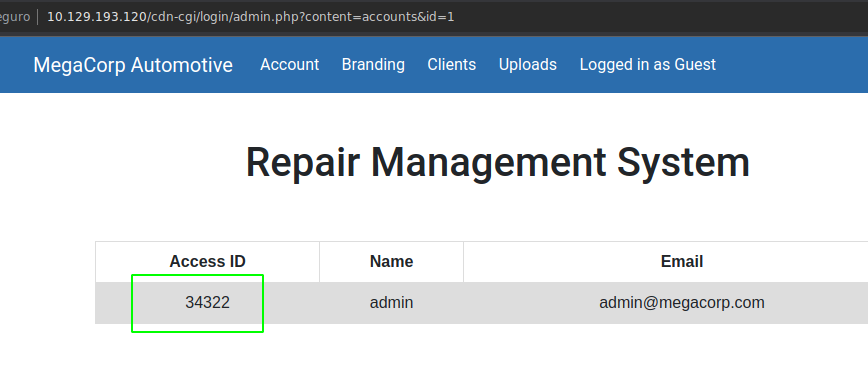 eguro 10.129.193.120/cdn-cgi/login/admin.php?content=accounts&id=1
MegaCorp Automotive Account Branding Clients Uploads Logged in as Guest
Repair Management System
Access ID Name Email
34322 admin admin@megacorp.com